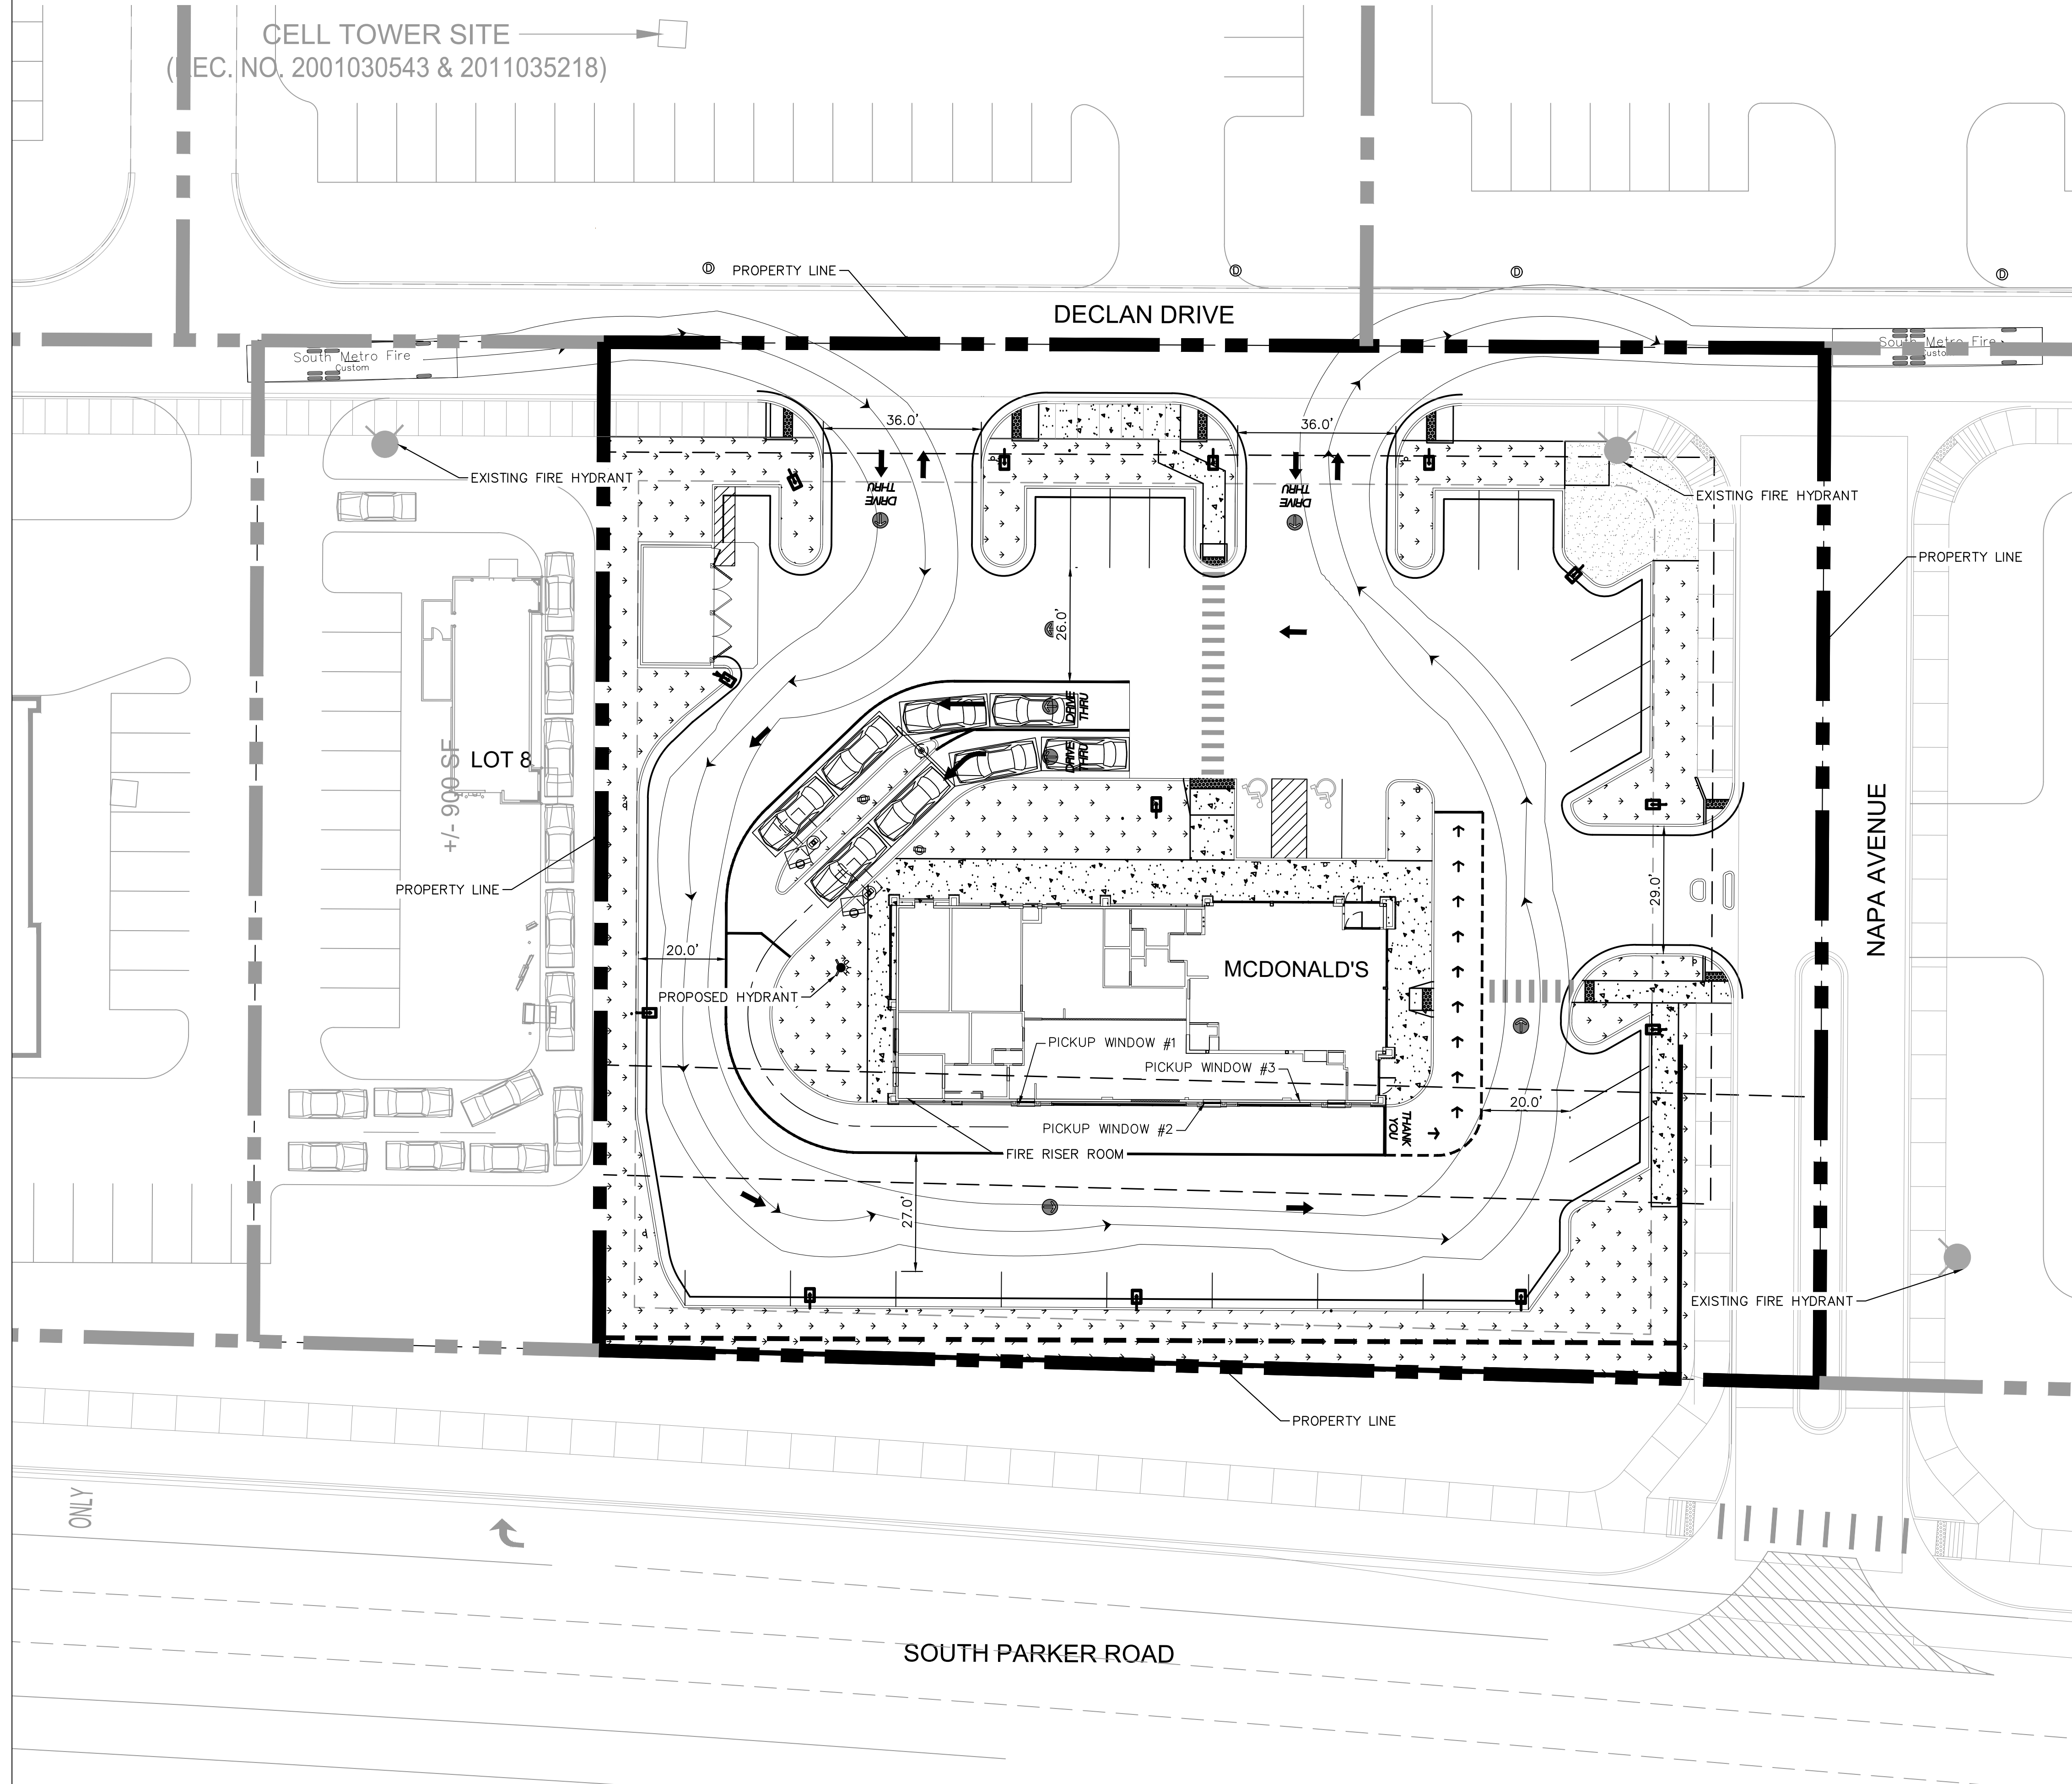 CELL TOWER SITE
NO. 2001030543 & 2011035218)
PROPERTY LINE
DECLAN DRIVE
South Metro Fire
Custom
South Metro Fire
36.0'
36.0'
EXISTING FIRE HYDRANT
DRIVE
THRU
DRIVE
THRU
EXISTING FIRE HYDRANT
PROPERTY LINE
26.0'
DRIVE
THRU
DRIVE
THRU
LOT 8
+/- 900 SF
NAPA AVENUE
PROPERTY LINE
29.0'
20.0'
MCDONALD'S
PROPOSED HYDRANT
PICKUP WINDOW #1
PICKUP WINDOW #3
20.0'
PICKUP WINDOW #2
THANK
YOU
FIRE RISER ROOM
27.0'
EXISTING FIRE HYDRANT
PROPERTY LINE
ONLY
SOUTH PARKER ROAD